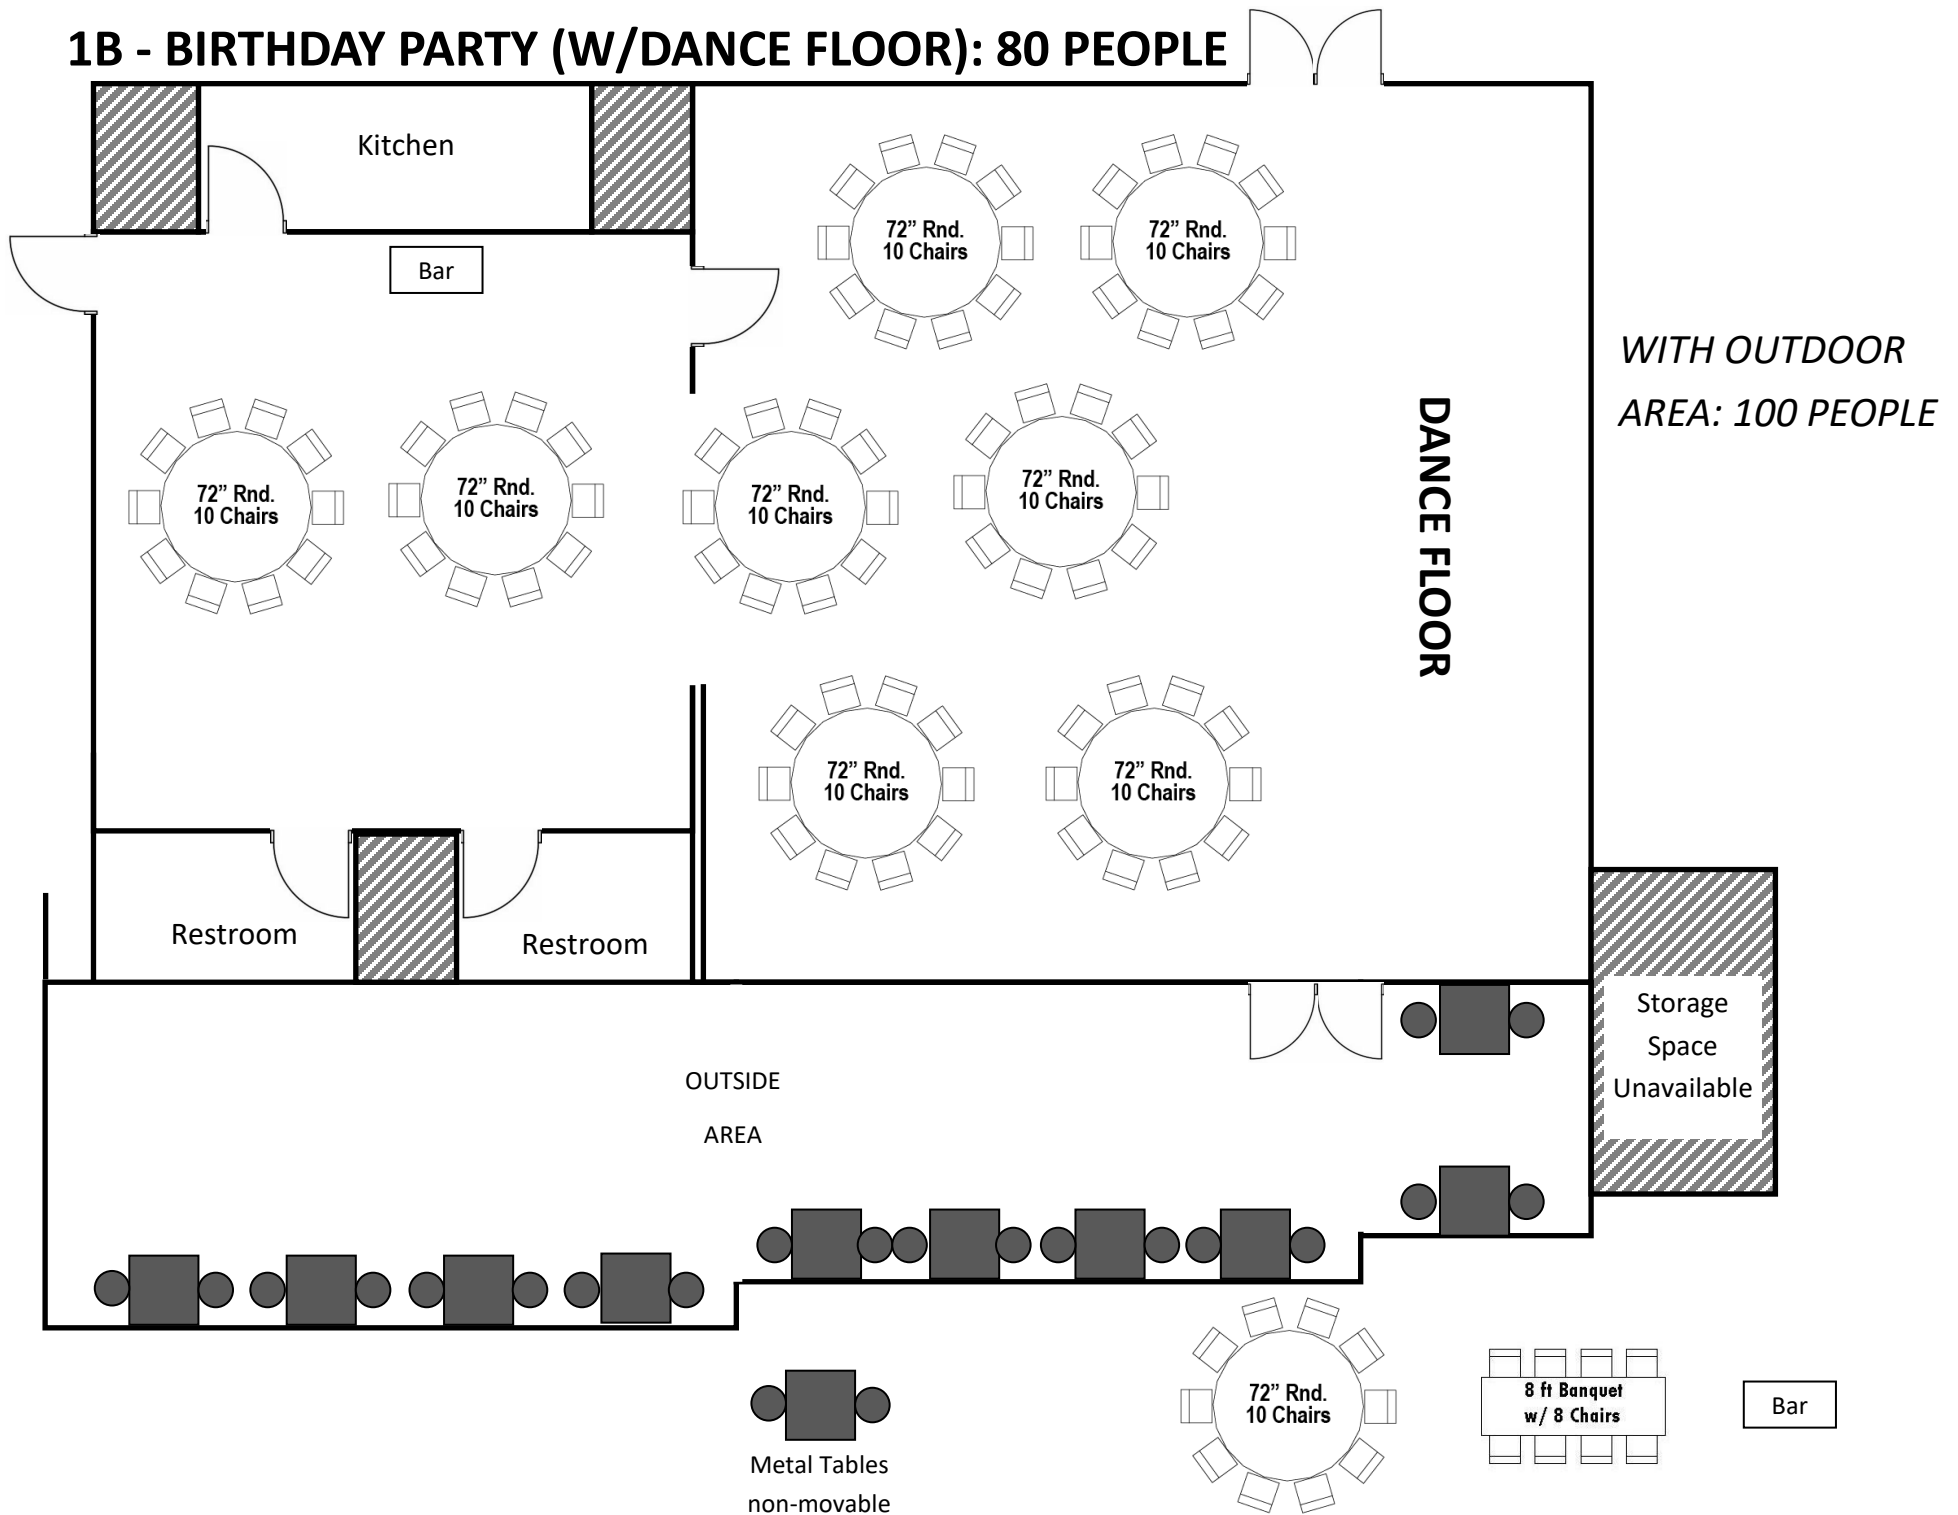 1B - BIRTHDAY PARTY (W/DANCE FLOOR): 80 PEOPLE
Kitchen
Bar
72” Rnd.
10 Chairs
72” Rnd.
10 Chairs
WITH OUTDOOR
AREA: 100 PEOPLE
72” Rnd.
10 Chairs
72” Rnd.
10 Chairs
72” Rnd.
10 Chairs
72” Rnd.
10 Chairs
DANCE FLOOR
72” Rnd.
10 Chairs
72” Rnd.
10 Chairs
Restroom
Restroom
Storage
Space
Unavailable
OUTSIDE
AREA
Metal Tables
non-movable
72” Rnd.
10 Chairs
8 ft Banquet
w/ 8 Chairs
Bar